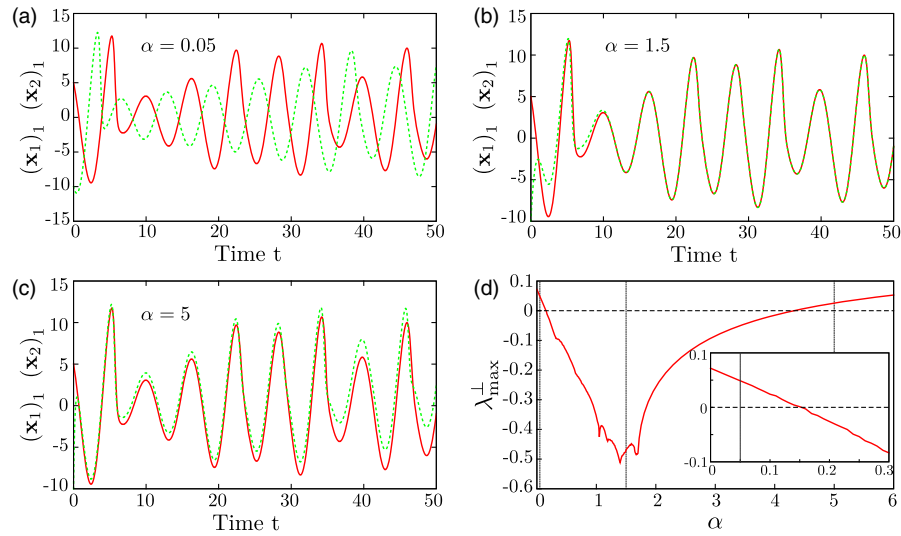 (a)
α = 0.05
15
10
5
0
-5
-10
-15
0 10 20 30 40 50
Time t
(x₁)₁ (x₂)₁
(b)
α = 1.5
15
10
5
0
-5
-10
0 10 20 30 40 50
Time t
(x₁)₁ (x₂)₁
(c)
α = 5
15
10
5
0
-5
-10
0 10 20 30 40 50
Time t
(x₁)₁ (x₂)₁
(d)
0.1
0
-0.1
-0.2
-0.3
-0.4
-0.5
-0.6
0 1 2 3 4 5 6
α
λ⊥max
0.1
0
-0.1
0 0.1 0.2 0.3